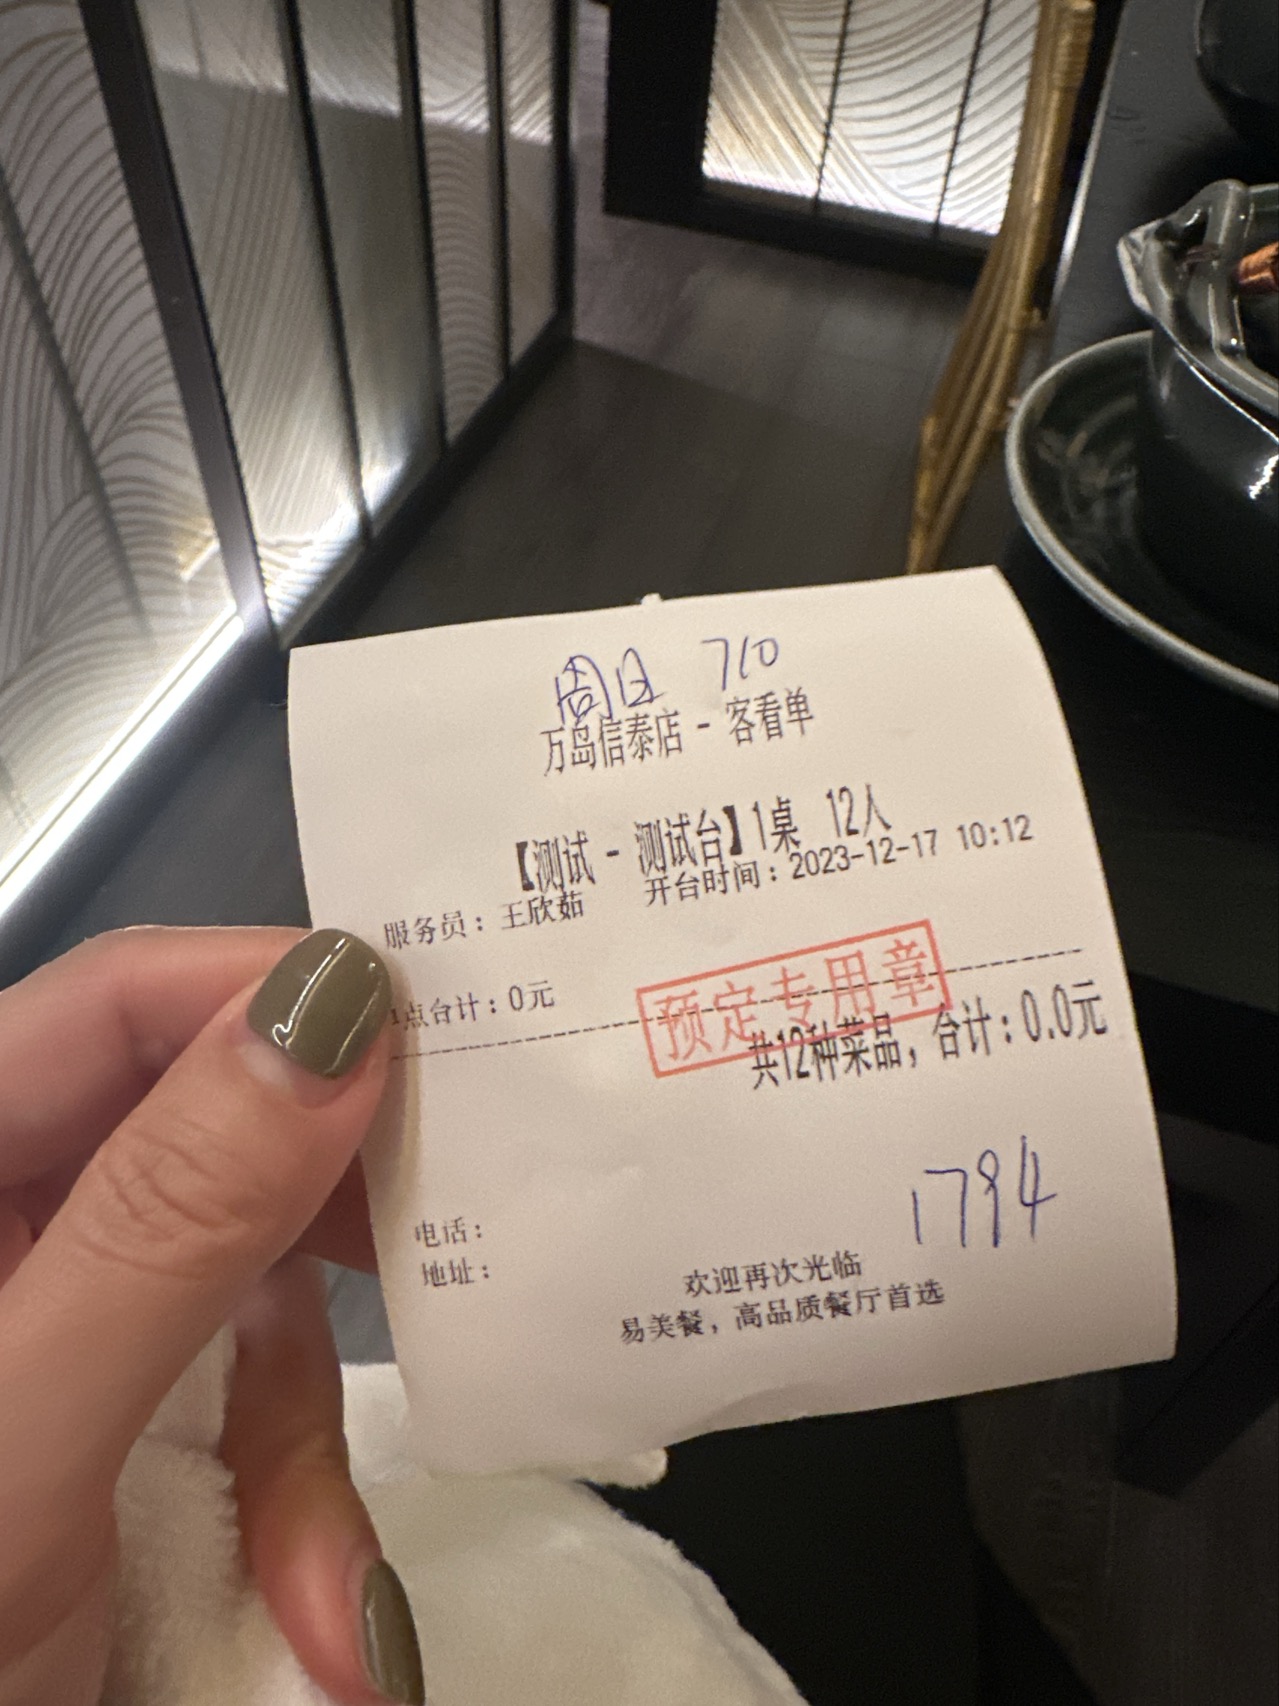 周日 710
万岛信泰店 - 客看单
【测试 - 测试台】1桌 12人
服务员：王欣茹 开台时间：2023-12-17 10:12
点台计：0元
预定专用章
共12种菜品，合计：0.0元
1794
电话：
地址：
欢迎再次光临
易美餐，高品质餐厅首选